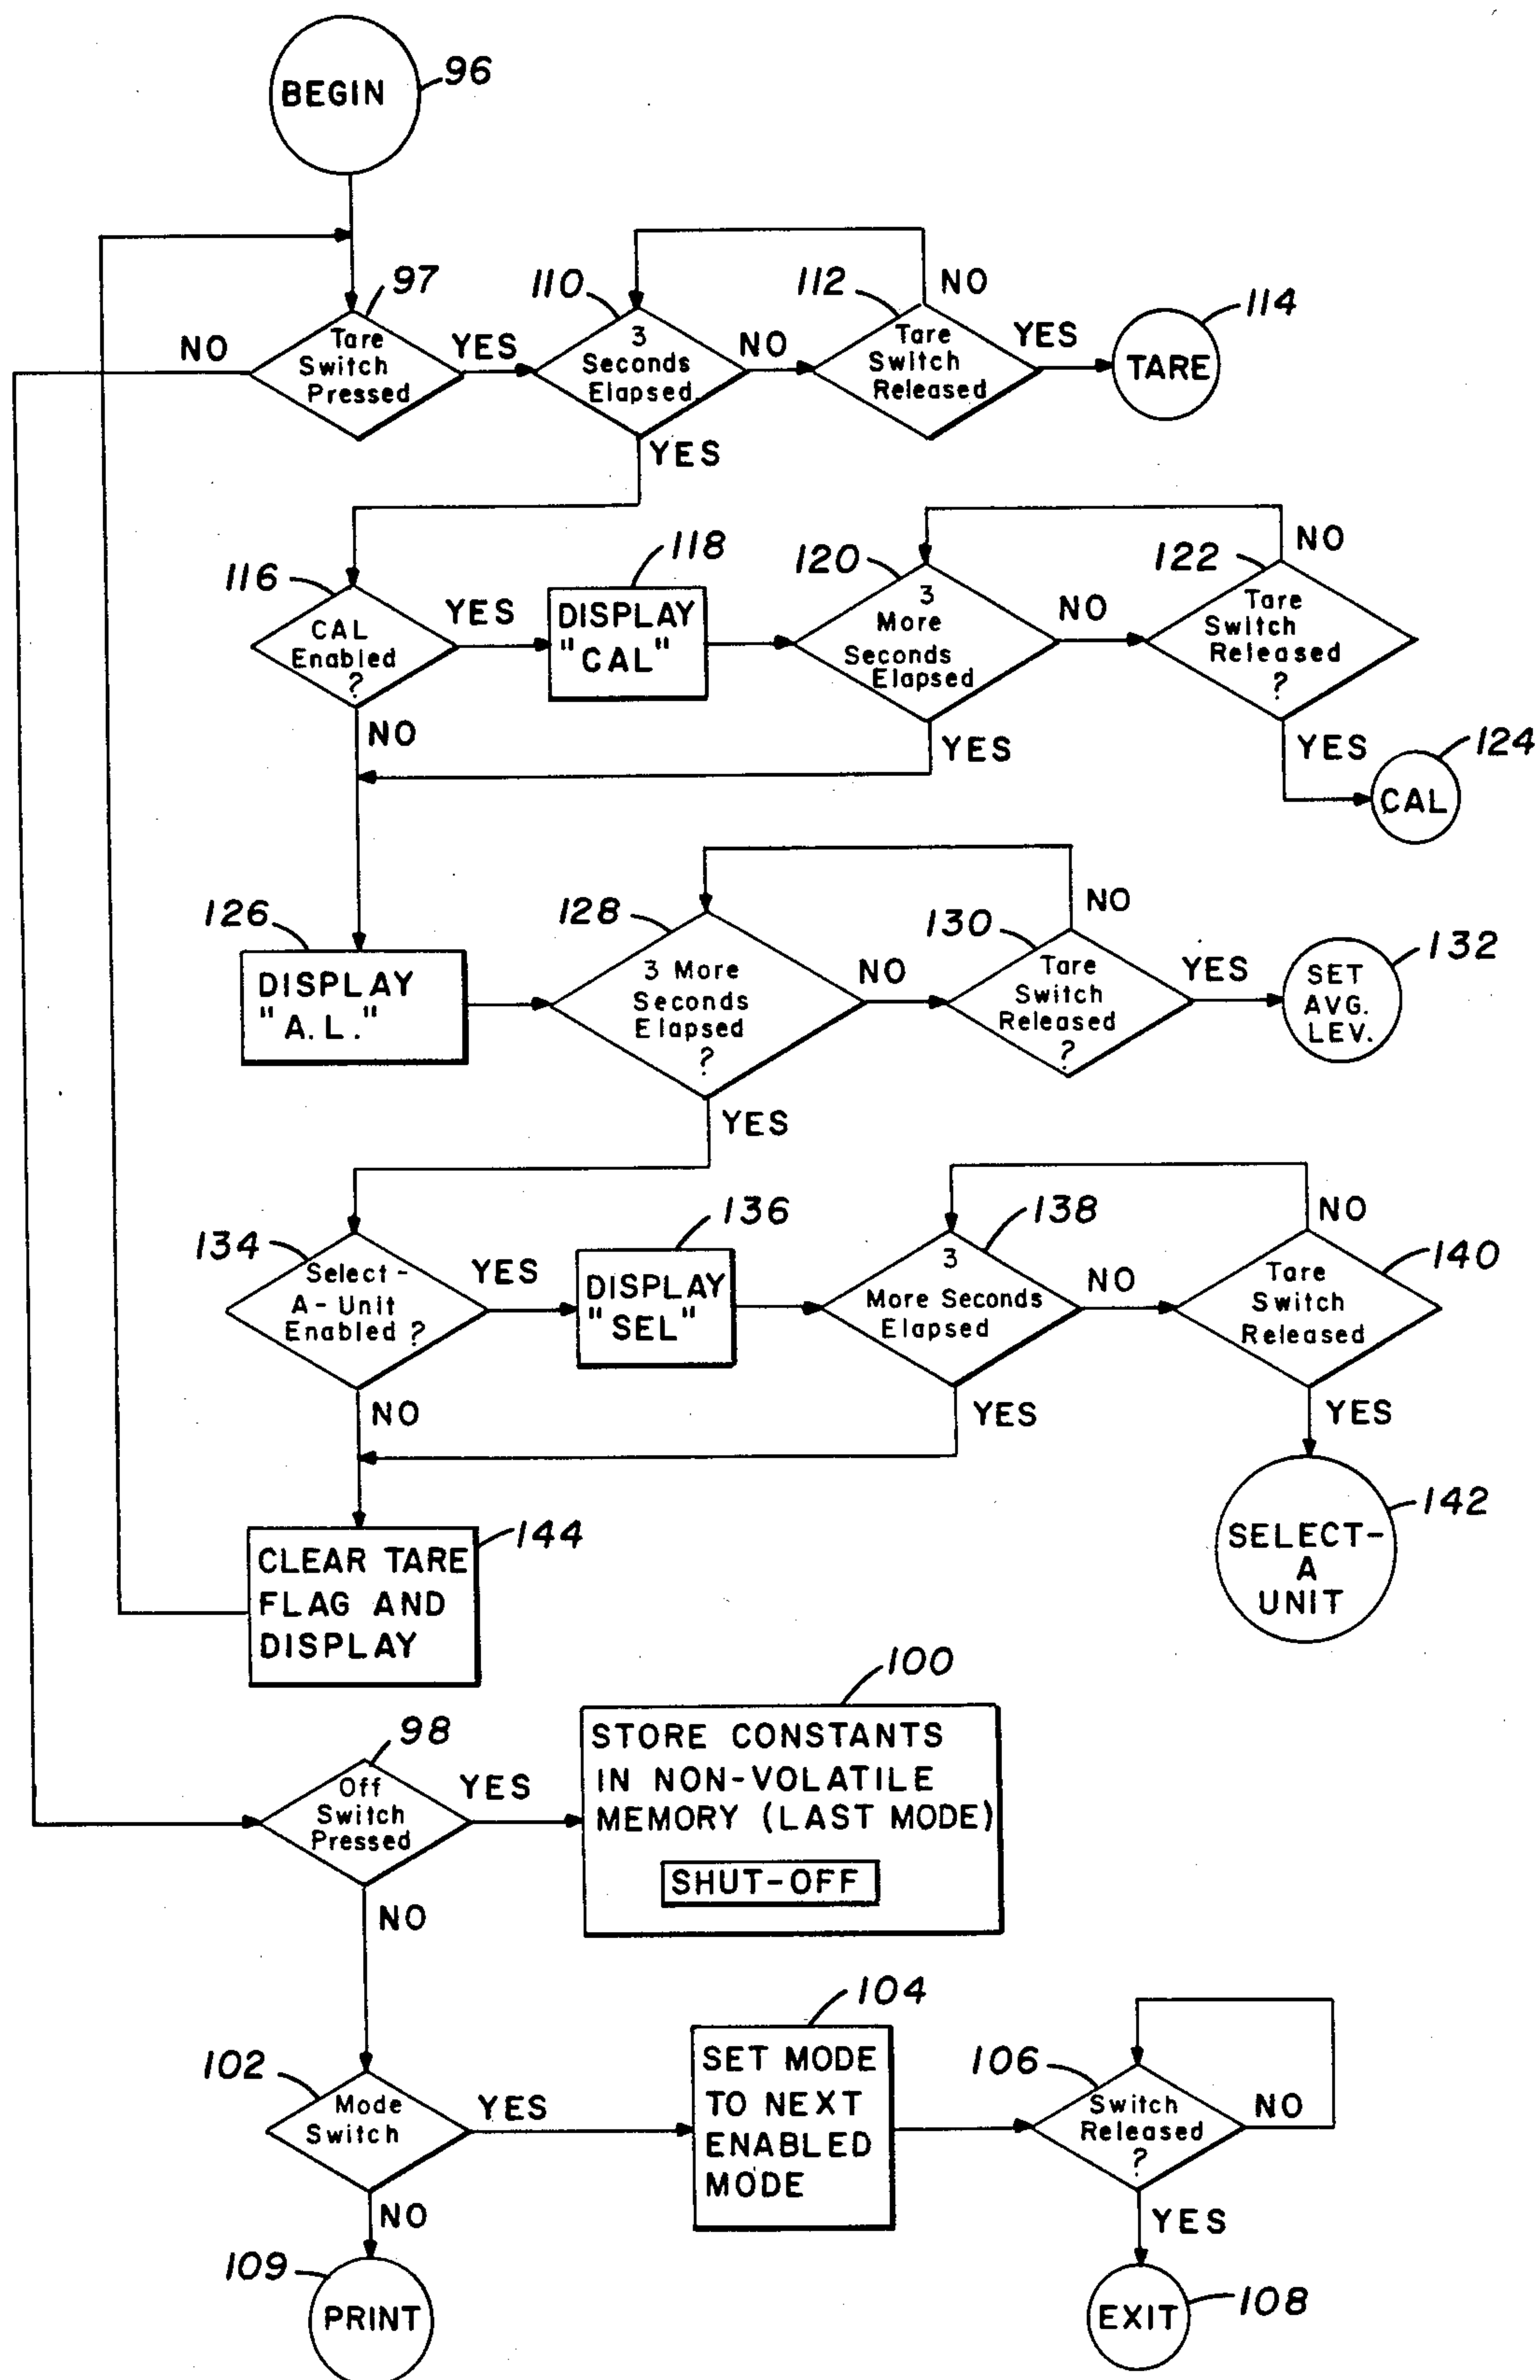 BEGIN
96
97
Tare
Switch
Pressed
NO
YES
110
3
Seconds
Elapsed
NO
YES
112
Tare
Switch
Released
NO
YES
114
TARE
116
CAL
Enabled
?
YES
NO
118
DISPLAY
"CAL"
120
3
More
Seconds
Elapsed
NO
YES
122
Tare
Switch
Released
?
NO
YES
124
CAL
126
DISPLAY
"A.L."
128
3 More
Seconds
Elapsed
?
NO
YES
130
Tare
Switch
Released
?
NO
YES
132
SET
AVG.
LEV.
134
Select-
A-Unit
Enabled ?
YES
NO
136
DISPLAY
"SEL"
138
3
More Seconds
Elapsed
NO
YES
140
Tare
Switch
Released
NO
YES
142
SELECT-
A
UNIT
144
CLEAR TARE
FLAG AND
DISPLAY
98
Off
Switch
Pressed
YES
NO
100
STORE CONSTANTS
IN NON-VOLATILE
MEMORY (LAST MODE)
SHUT-OFF
102
Mode
Switch
YES
NO
104
SET MODE
TO NEXT
ENABLED
MODE
106
Switch
Released
?
NO
YES
109
PRINT
EXIT
108